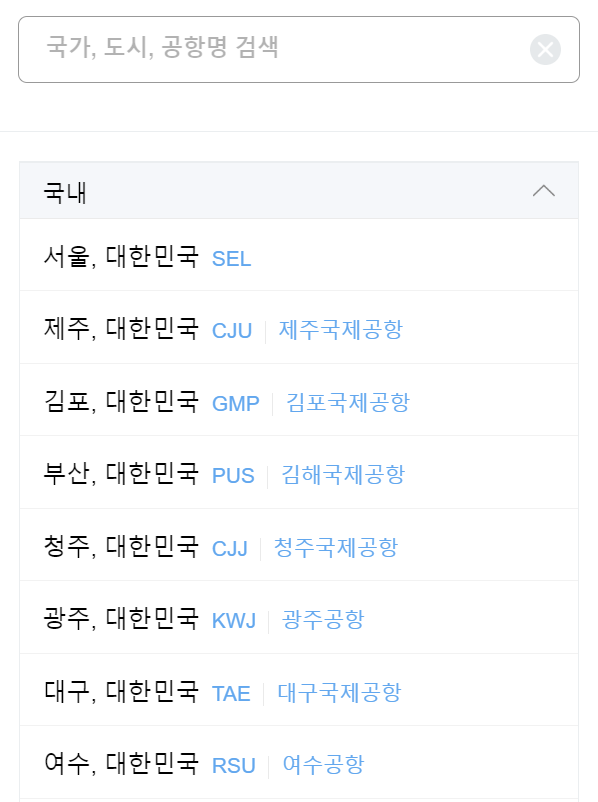 국가, 도시, 공항명 검색
국내
서울, 대한민국 SEL
제주, 대한민국 CJU 제주국제공항
김포, 대한민국 GMP 김포국제공항
부산, 대한민국 PUS 김해국제공항
청주, 대한민국 CJJ 청주국제공항
광주, 대한민국 KWJ 광주공항
대구, 대한민국 TAE 대구국제공항
여수, 대한민국 RSU 여수공항